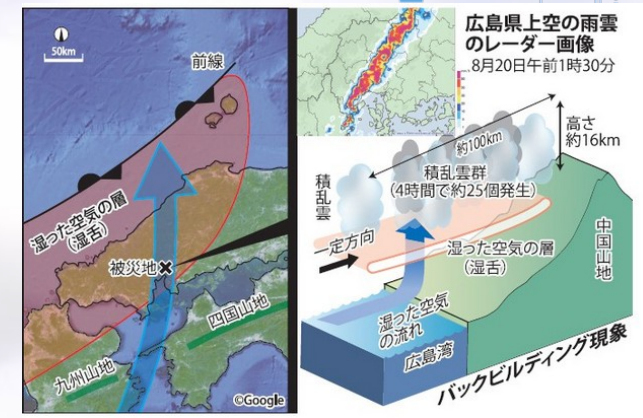 50km
前線
湿った空気の層
(湿舌)
被災地
四国山地
九州山地
©Google
広島県上空の雨雲
のレーダー画像
8月20日午前1時30分
約100km
高さ
約16km
積乱雲
積乱雲群
(4時間で約25個発生)
一定方向
湿った空気の層
(湿舌)
中国山地
湿った空気
の流れ
広島湾
バックビルディング現象